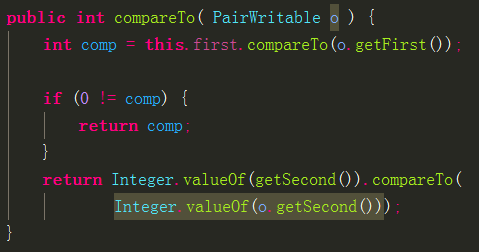 public int compareTo( PairWritable o ) {
int comp = this.first.compareTo(o.getFirst());
if (0 != comp) {
return comp;
}
return Integer.valueOf(getSecond()).compareTo(
Integer.valueOf(o.getSecond()));
}